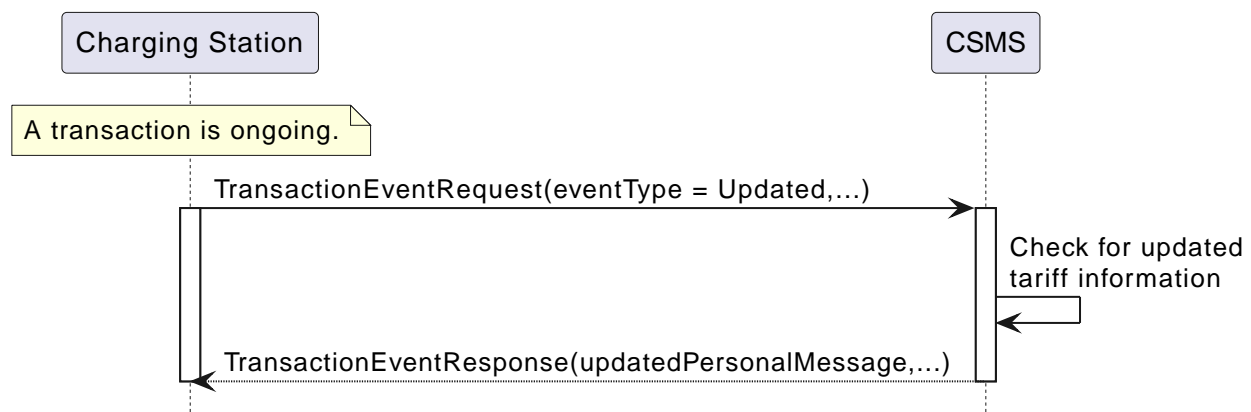 Charging Station
CSMS
A transaction is ongoing.
TransactionEventRequest(eventType = Updated,...)
Check for updated
tariff information
TransactionEventResponse(updatedPersonalMessage,...)